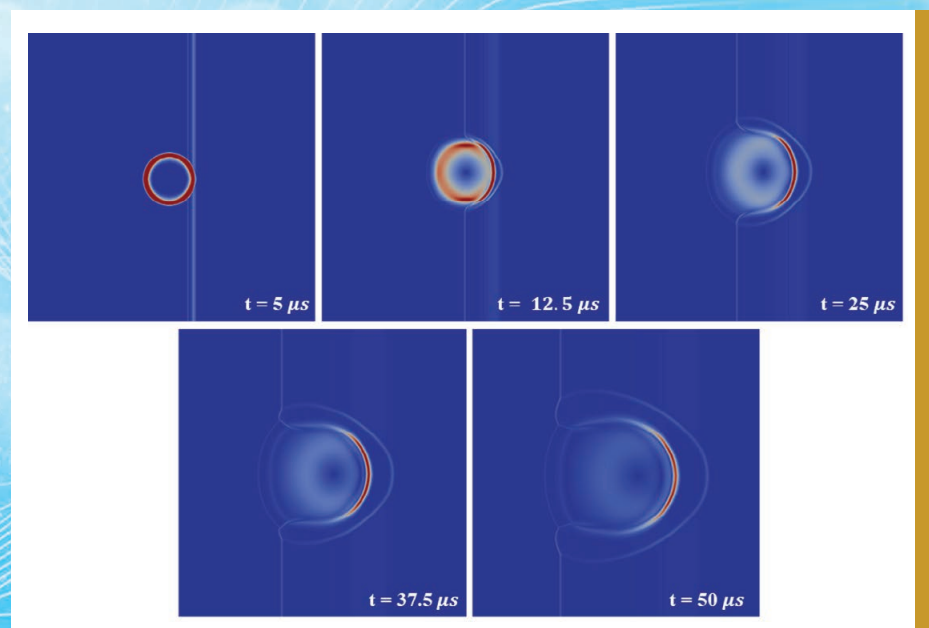 t = 5 μs
t = 12.5 μs
t = 25 μs
t = 37.5 μs
t = 50 μs